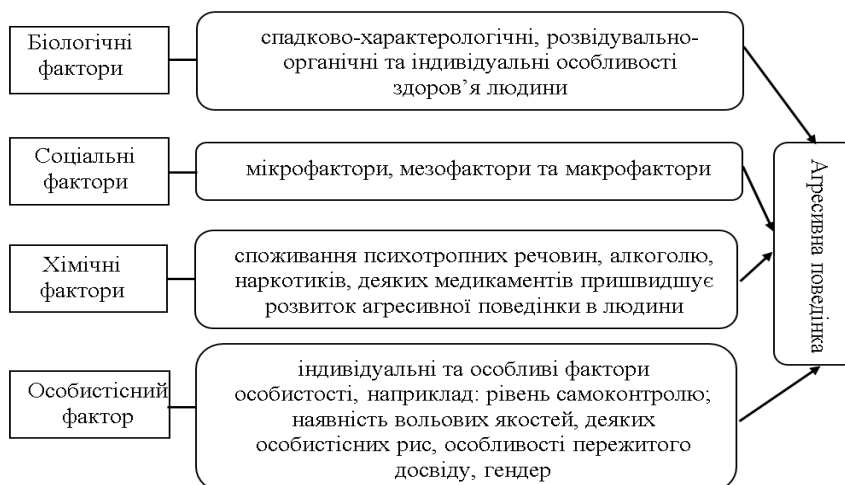 Біологічні
фактори
спадково-характерологічні, розвідувально-
органічні та індивідуальні особливості
здоров’я людини
Соціальні
фактори
мікрофактори, мезофактори та макрофактори
Хімічні
фактори
споживання психотропних речовин, алкоголю,
наркотиків, деяких медикаментів пришвидшує
розвиток агресивної поведінки в людини
Особистісний
фактор
індивідуальні та особливі фактори
особистості, наприклад: рівень самоконтролю;
наявність вольових якостей, деяких
особистісних рис, особливості пережитого
досвіду, гендер
Агресивна поведінка